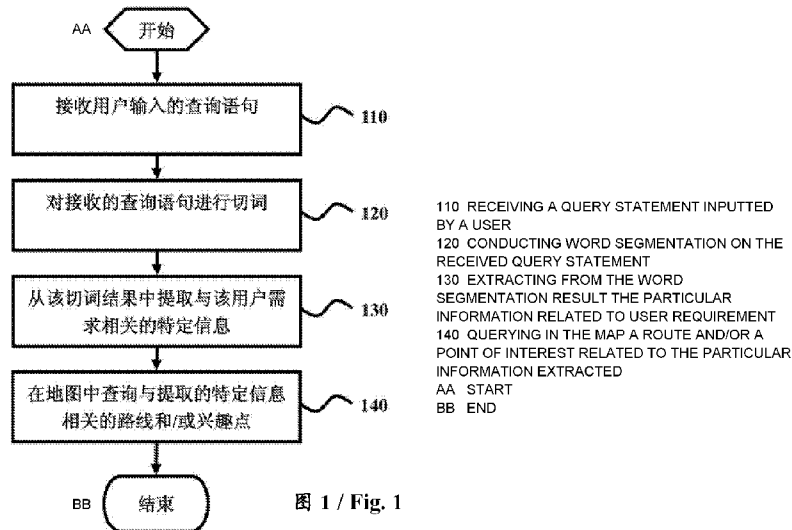 AA 开始
接收用户输入的查询语句
110
对接收的查询语句进行切词
120
从该切词结果中提取与该用户需
求相关的特定信息
130
在地图中查询与提取的特定信息
相关的路线和/或兴趣点
140
BB 结束
图 1 / Fig. 1
110 RECEIVING A QUERY STATEMENT INPUTTED
BY A USER
120 CONDUCTING WORD SEGMENTATION ON THE
RECEIVED QUERY STATEMENT
130 EXTRACTING FROM THE WORD
SEGMENTATION RESULT THE PARTICULAR
INFORMATION RELATED TO USER REQUIREMENT
140 QUERYING IN THE MAP A ROUTE AND/OR A
POINT OF INTEREST RELATED TO THE PARTICULAR
INFORMATION EXTRACTED
AA START
BB END